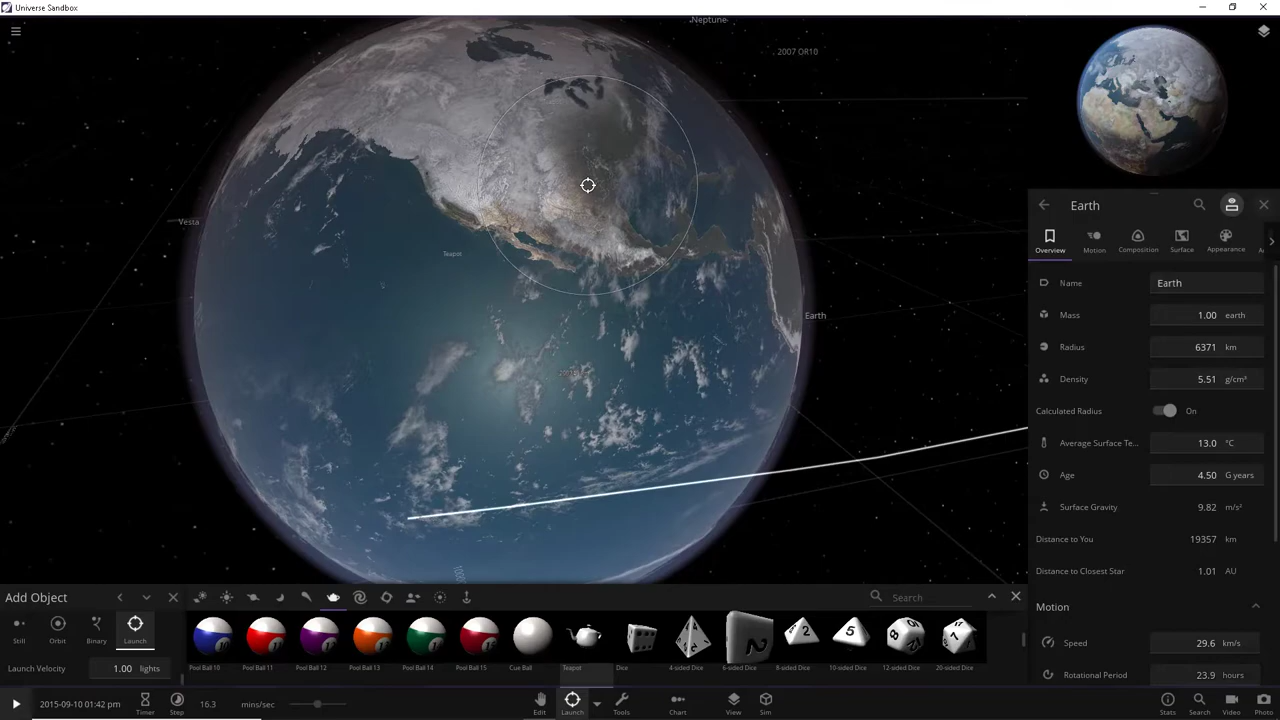 Universe Sandbox
Neptune
2007 OR10
Vesta
Teapot
Earth
Earth
Overview
Motion
Composition
Surface
Appearance
Name
Earth
Mass
1.00 earth
Radius
6371 km
Density
5.51 g/cm³
Calculated Radius
On
Average Surface Te...
13.0 °C
Age
4.50 G years
Surface Gravity
9.82 m/s²
Distance to You
19357 km
Distance to Closest Star
1.01 AU
Motion
Speed
29.6 km/s
Rotational Period
23.9 hours
Add Object
Search
Still
Orbit
Binary
Launch
Launch Velocity
1.00 lights
Pool Ball 10
Pool Ball 11
Pool Ball 12
Pool Ball 13
Pool Ball 14
Pool Ball 15
Cue Ball
Teapot
Dice
4-sided Dice
6-sided Dice
8-sided Dice
10-sided Dice
12-sided Dice
20-sided Dice
2015-09-10 01:42 pm
Timer
Step
16.3 mins/sec
Edit
Launch
Tools
Chart
View
Sim
Stats
Search
Video
Photo